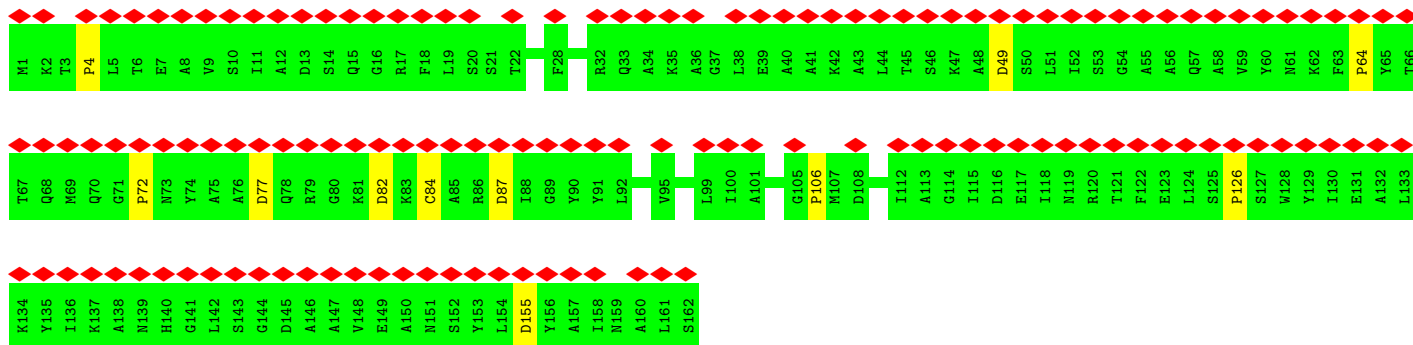 M1 K2 T3 P4 L5 T6 E7 A8 V9 S10 I11 A12 D13 S14 Q15 G16 R17 F18 L19 S20 S21 T22 F28 R32 Q33 A34 K35 A36 G37 L38 E39 A40 A41 K42 A43 L44 T45 S46 K47 A48 D49 S50 L51 I52 S53 G54 A55 A56 Q57 A58 V59 Y60 N61 K62 F63 P64 Y65 T66
T67 Q68 M69 Q70 G71 P72 N73 Y74 A75 A76 D77 Q78 R79 G80 K81 D82 K83 C84 A85 R86 D87 I88 G89 Y90 Y91 L92 V95 L99 I100 A101 G105 P106 M107 D108 I112 A113 G114 I115 D116 E117 I118 N119 R120 T121 F122 E123 L124 S125 P126 S127 W128 Y129 I130 E131 A132 L133
K134 Y135 I136 K137 A138 N139 H140 G141 L142 S143 G144 D145 A146 A147 V148 E149 A150 N151 S152 Y153 L154 D155 Y156 A157 I158 N159 A160 L161 S162